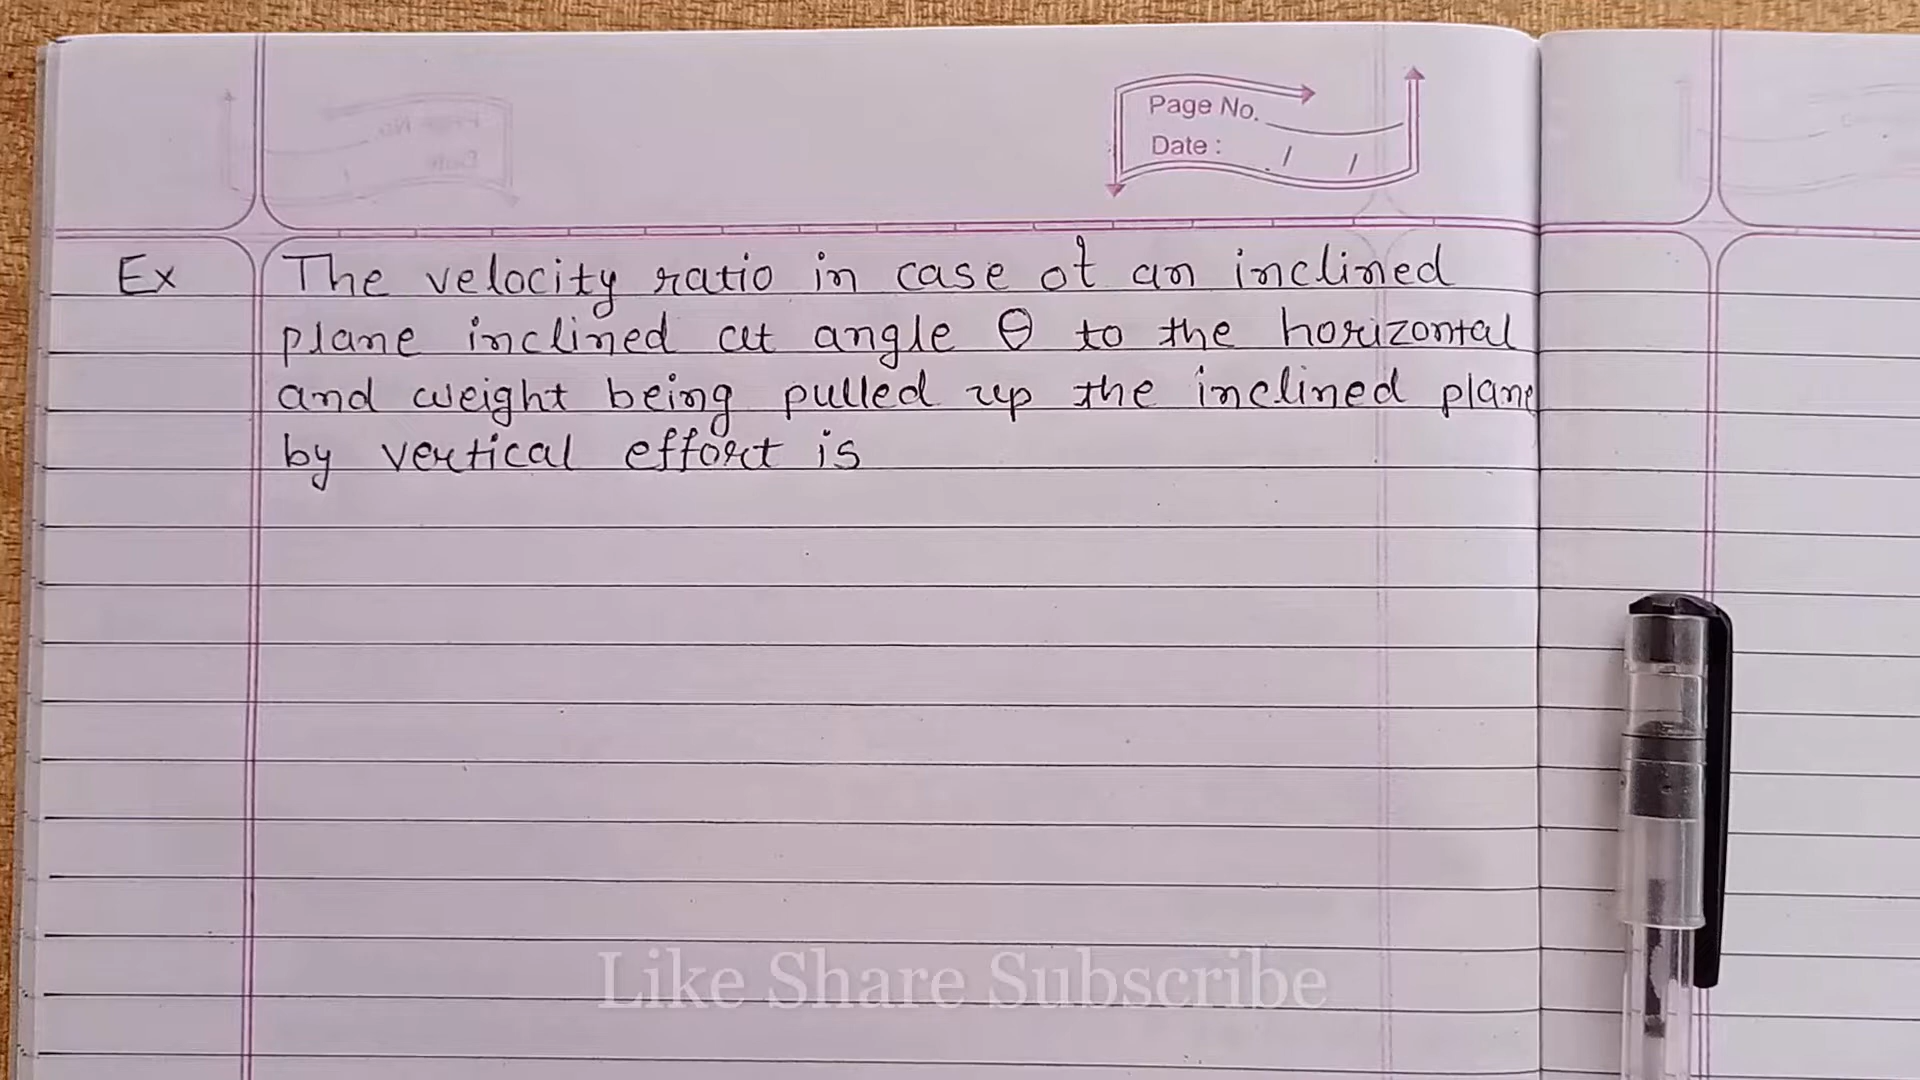 Page No.
Date : / /
Ex The velocity ratio in case of an inclined
plane inclined at angle θ to the horizontal
and weight being pulled up the inclined plane
by vertical effort is
Like Share Subscribe